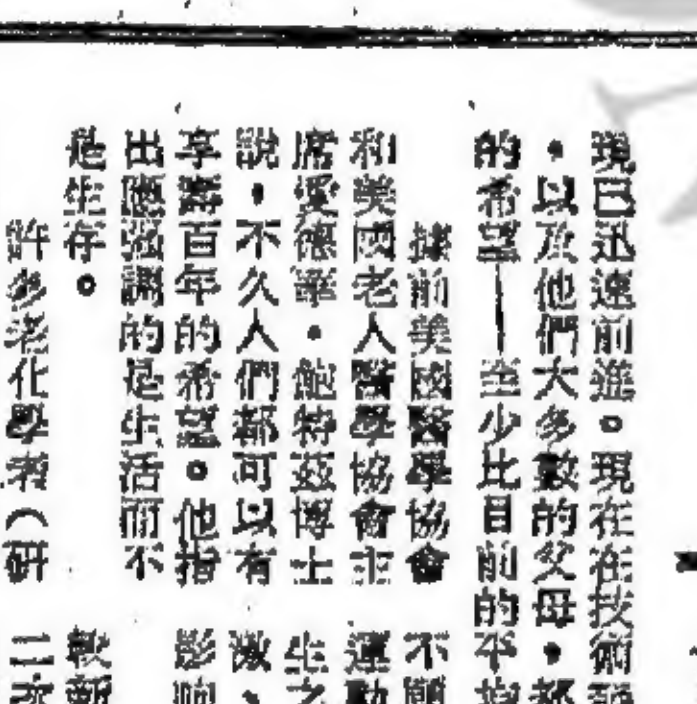 現已迅速前進。現在在技術
，以及他們大多數的父母，都
的希望——至少比目前的平均
據前美國醫學協會
和美國老人醫學協會主
席愛德華・鮑特茲博士
說，不久人們都可以有
享壽百年的希望。他指
出應强調的是生活而不
是生存。
許多老化學者（研
不
運動
生之
激、
影响
軟
二次